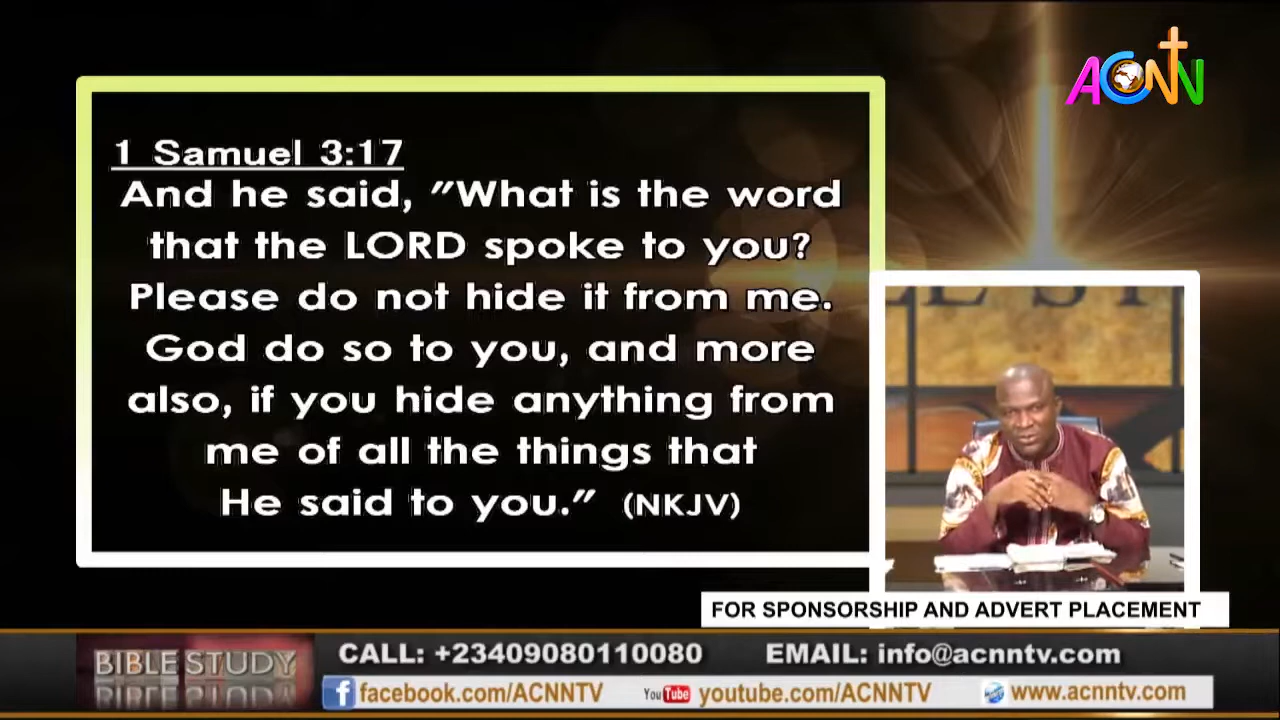 ACNN
1 Samuel 3:17
And he said, "What is the word
that the LORD spoke to you?
Please do not hide it from me.
God do so to you, and more
also, if you hide anything from
me of all the things that
He said to you." (NKJV)
FOR SPONSORSHIP AND ADVERT PLACEMENT
BIBLE STUDY
CALL: +23409080110080 EMAIL: info@acnntv.com
facebook.com/ACNNTV YouTube youtube.com/ACNNTV www.acnntv.com